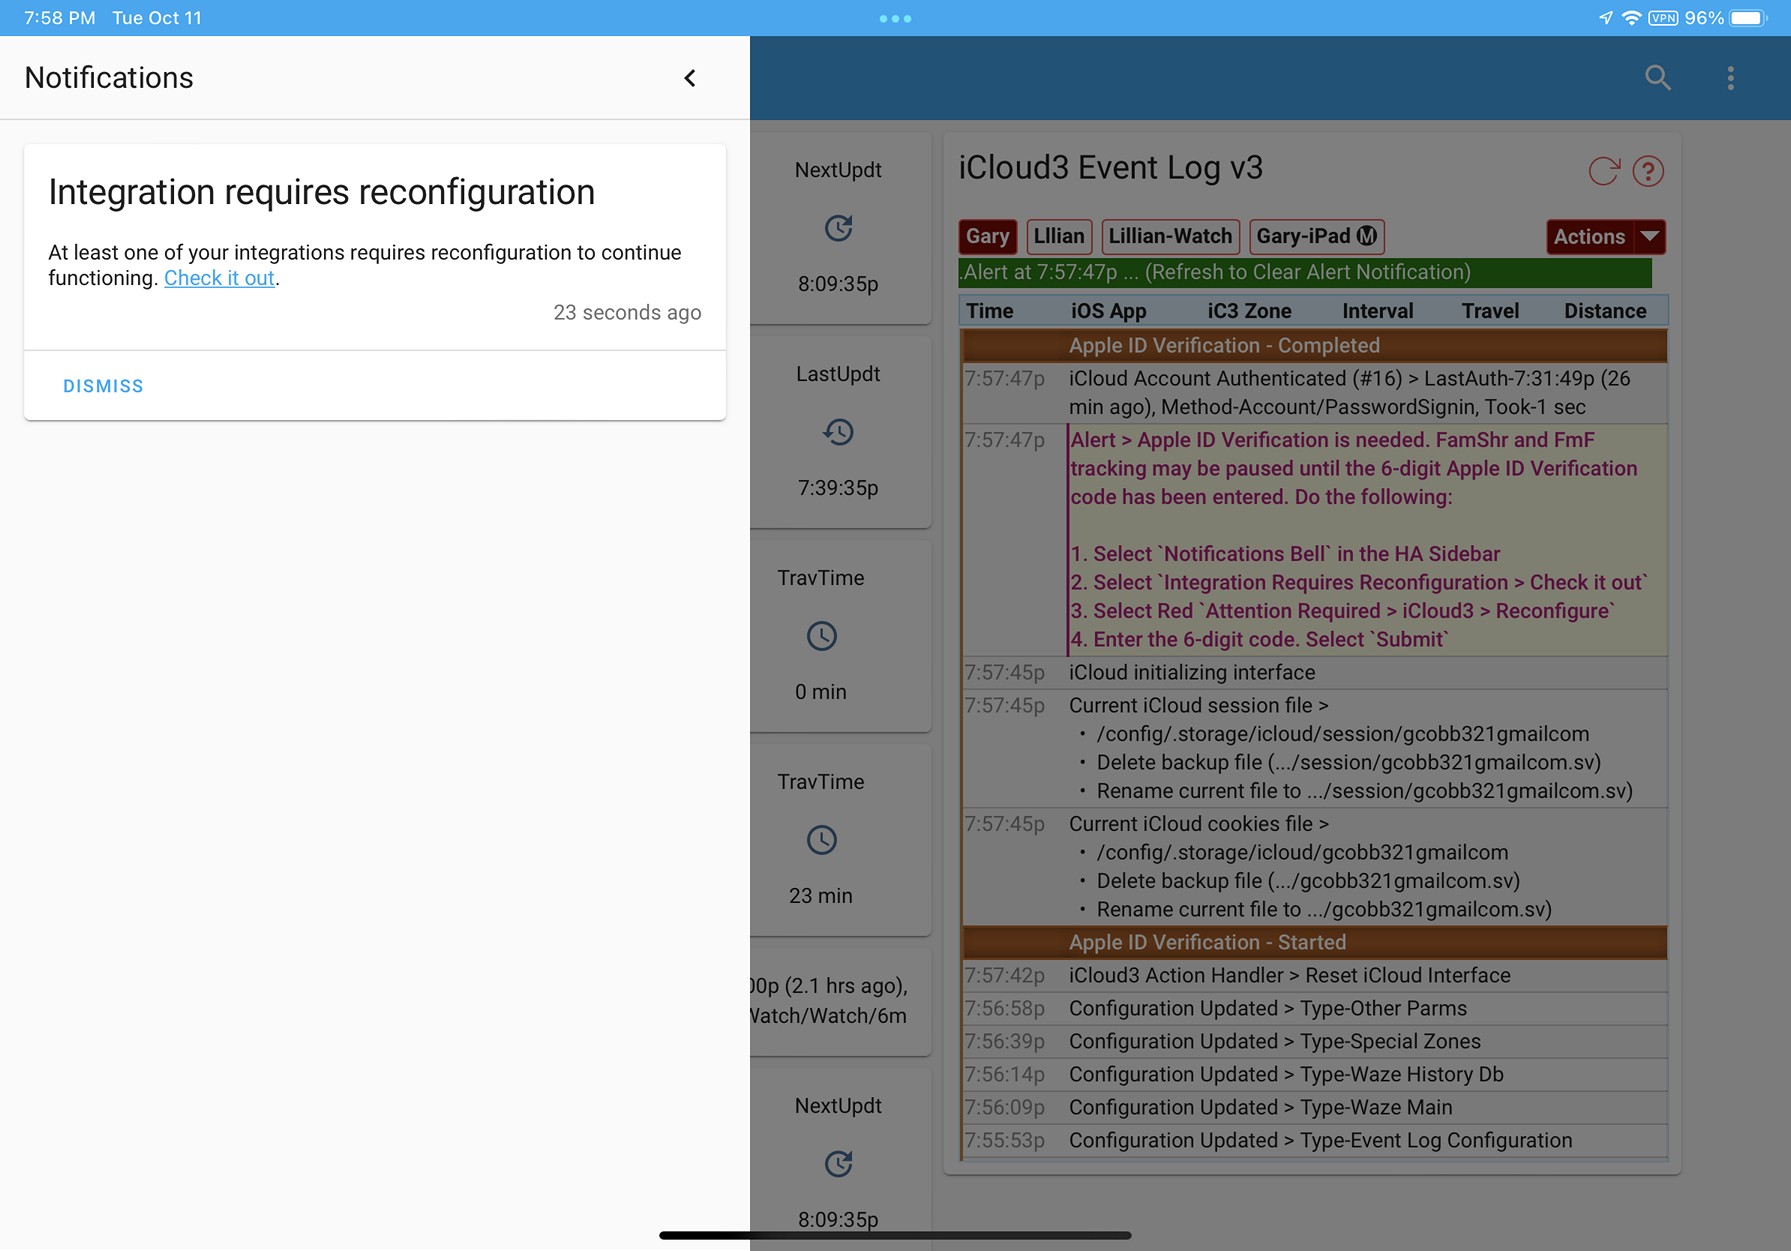 7:58 PM Tue Oct 11
VPN 96%
Notifications
Integration requires reconfiguration
At least one of your integrations requires reconfiguration to continue
functioning. Check it out.
23 seconds ago
DISMISS
NextUpdt
8:09:35p
LastUpdt
7:39:35p
TravTime
0 min
TravTime
23 min
00p (2.1 hrs ago),
Watch/Watch/6m
NextUpdt
8:09:35p
iCloud3 Event Log v3
?
Gary LIlian Lillian-Watch Gary-iPad Ⓜ Actions
.Alert at 7:57:47p ... (Refresh to Clear Alert Notification)
Time iOS App iC3 Zone Interval Travel Distance
Apple ID Verification - Completed
7:57:47p iCloud Account Authenticated (#16) > LastAuth-7:31:49p (26
min ago), Method-Account/PasswordSignin, Took-1 sec
7:57:47p Alert > Apple ID Verification is needed. FamShr and FmF
tracking may be paused until the 6-digit Apple ID Verification
code has been entered. Do the following:
1. Select `Notifications Bell` in the HA Sidebar
2. Select `Integration Requires Reconfiguration > Check it out`
3. Select Red `Attention Required > iCloud3 > Reconfigure`
4. Enter the 6-digit code. Select `Submit`
7:57:45p iCloud initializing interface
7:57:45p Current iCloud session file >
• /config/.storage/icloud/session/gcobb321gmailcom
• Delete backup file (.../session/gcobb321gmailcom.sv)
• Rename current file to .../session/gcobb321gmailcom.sv)
7:57:45p Current iCloud cookies file >
• /config/.storage/icloud/gcobb321gmailcom
• Delete backup file (.../gcobb321gmailcom.sv)
• Rename current file to .../gcobb321gmailcom.sv)
Apple ID Verification - Started
7:57:42p iCloud3 Action Handler > Reset iCloud Interface
7:56:58p Configuration Updated > Type-Other Parms
7:56:39p Configuration Updated > Type-Special Zones
7:56:14p Configuration Updated > Type-Waze History Db
7:56:09p Configuration Updated > Type-Waze Main
7:55:53p Configuration Updated > Type-Event Log Configuration